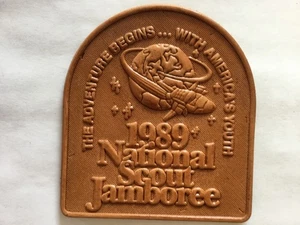 THE ADVENTURE BEGINS... WITH AMERICA'S YOUTH
1989
National
Scout
Jamboree